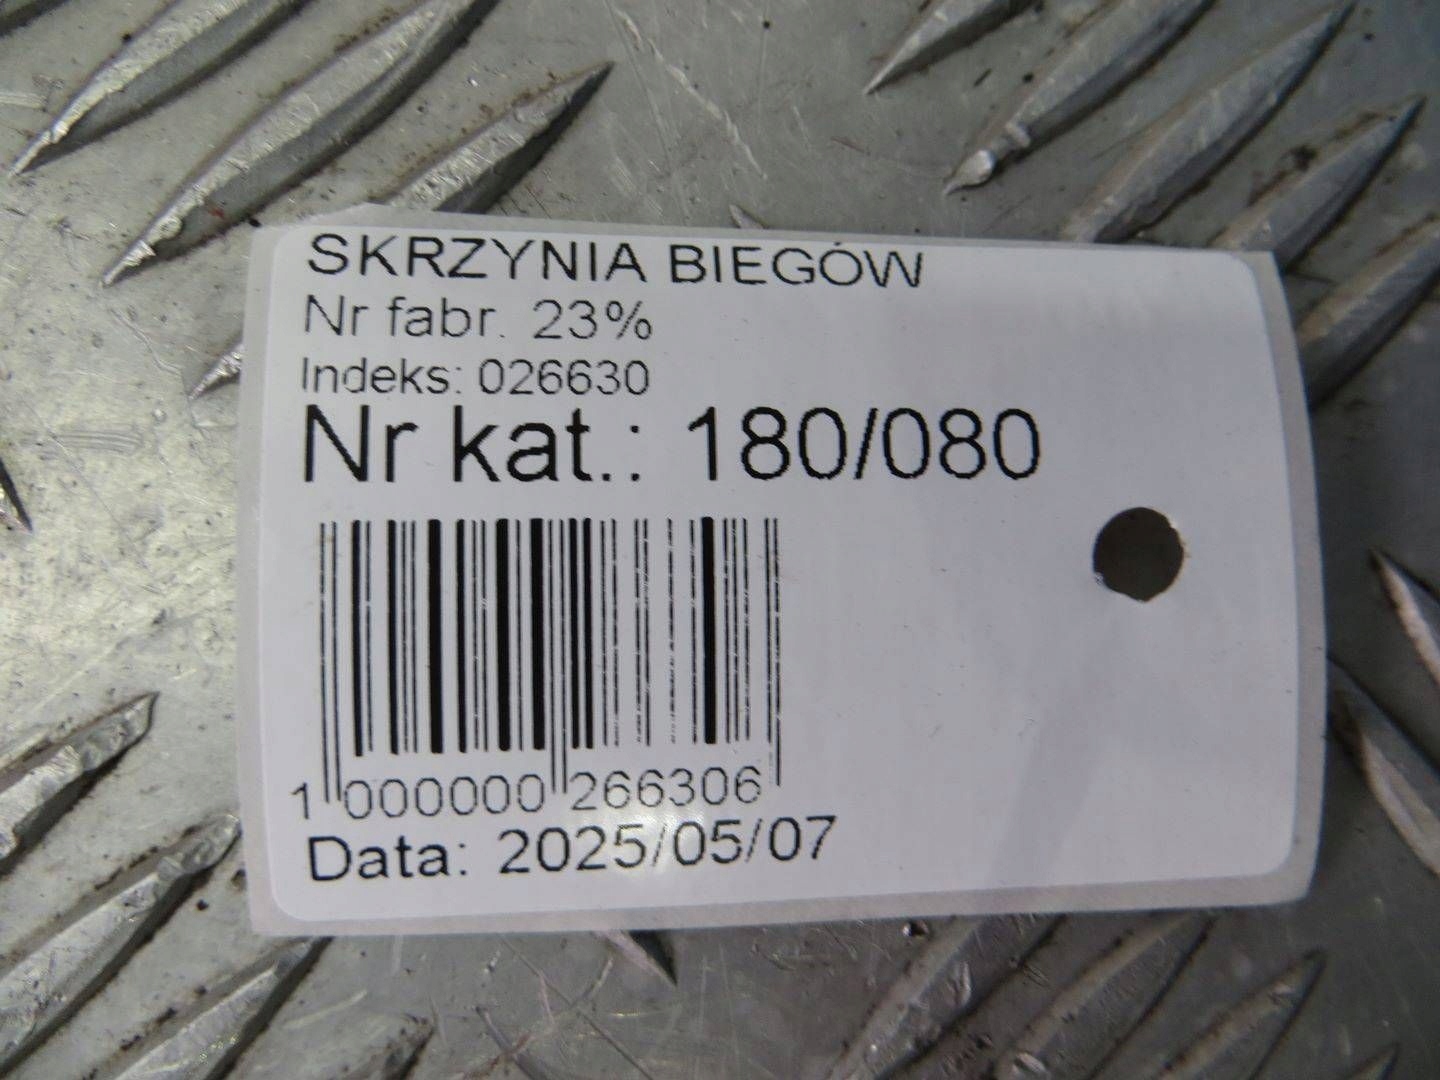 SKRZYNIA BIEGÓW
Nr fabr. 23%
Indeks: 026630
Nr kat.: 180/080
1 000000 266306
Data: 2025/05/07